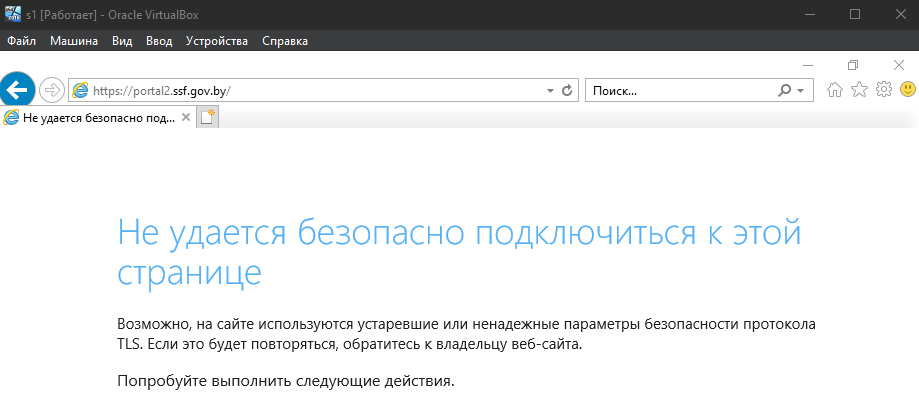 s1 [Работает] - Oracle VirtualBox
Файл Машина Вид Ввод Устройства Справка
https://portal2.ssf.gov.by/ Поиск...
Не удается безопасно под...
Не удается безопасно подключиться к этой
странице
Возможно, на сайте используются устаревшие или ненадежные параметры безопасности протокола
TLS. Если это будет повторяться, обратитесь к владельцу веб-сайта.
Попробуйте выполнить следующие действия.